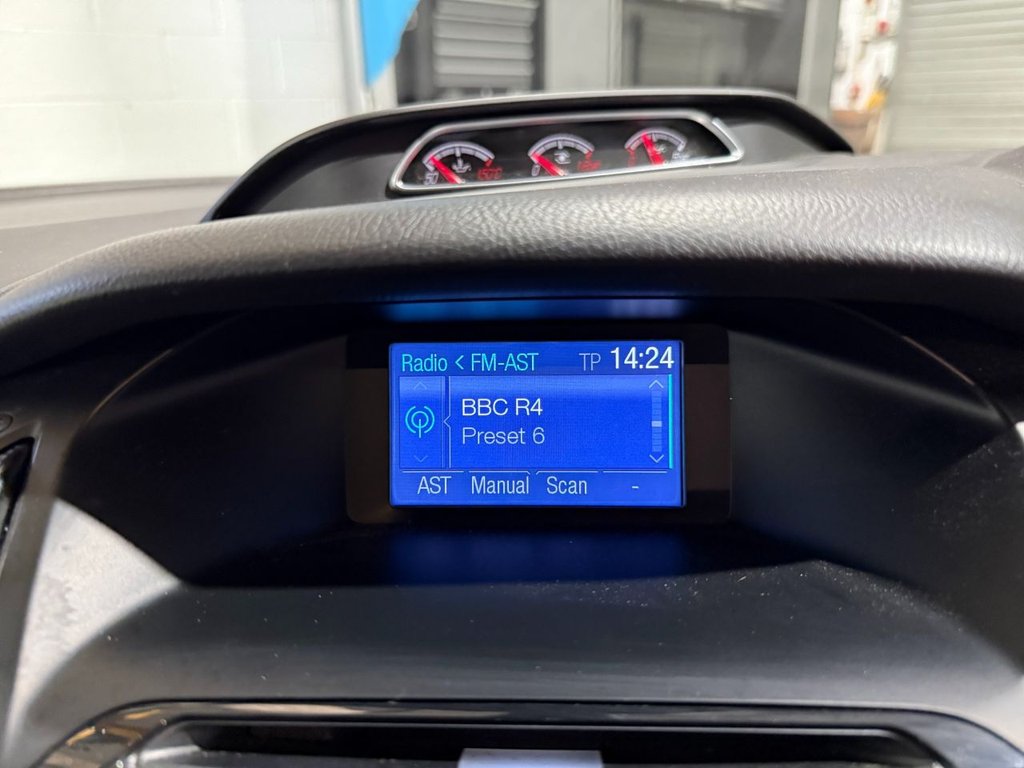 Radio < FM-AST TP 14:24
BBC R4
Preset 6
AST Manual Scan -